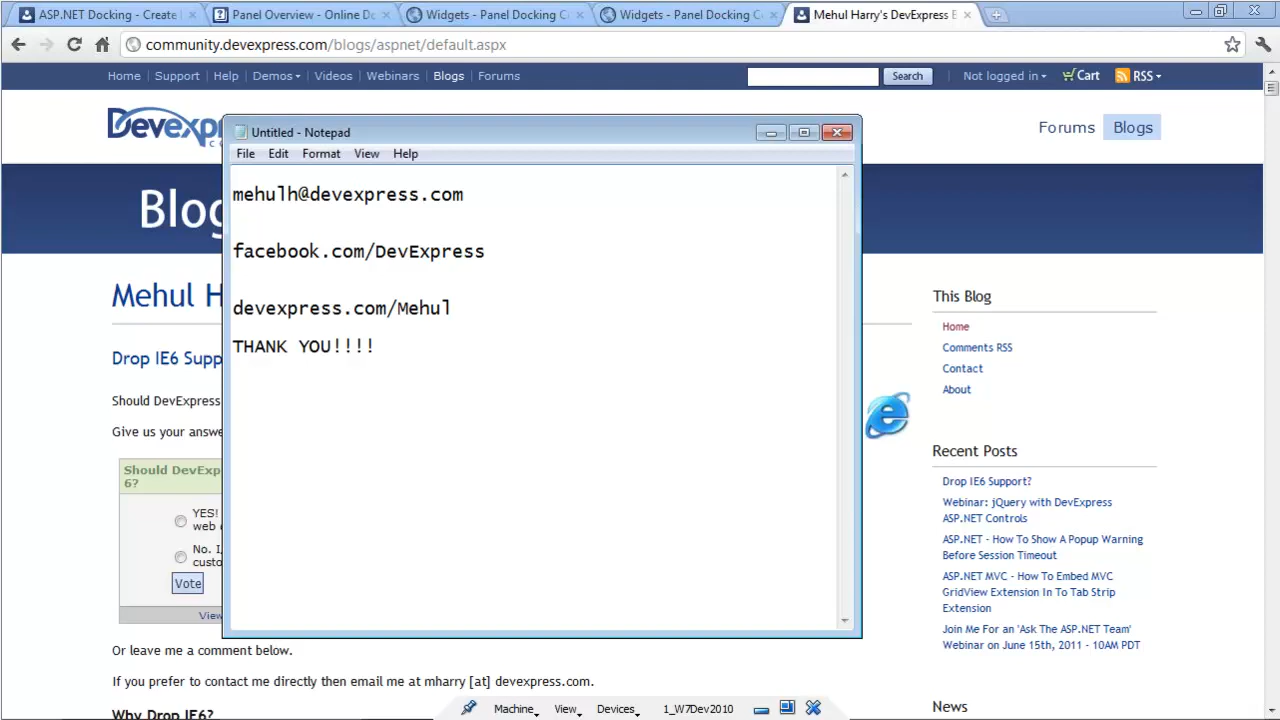 ASP.NET Docking - Create
Panel Overview - Online Do
Widgets - Panel Docking C
Widgets - Panel Docking C
Mehul Harry's DevExpress B
community.devexpress.com/blogs/aspnet/default.aspx
Home Support Help Demos Videos Webinars Blogs Forums Search Not logged in Cart RSS
Devexpr
Forums Blogs
Untitled - Notepad
File Edit Format View Help
mehulh@devexpress.com
facebook.com/DevExpress
devexpress.com/Mehul
THANK YOU!!!!
Blog
Mehul H
Drop IE6 Supp
Should DevExpress
Give us your answe
Should DevExp
6?
YES!
web
No. I
custo
Vote
View
Or leave me a comment below.
If you prefer to contact me directly then email me at mharry [at] devexpress.com.
Why Drop IE6?
This Blog
Home
Comments RSS
Contact
About
Recent Posts
Drop IE6 Support?
Webinar: jQuery with DevExpress
ASP.NET Controls
ASP.NET - How To Show A Popup Warning
Before Session Timeout
ASP.NET MVC - How To Embed MVC
GridView Extension In To Tab Strip
Extension
Join Me For an 'Ask The ASP.NET Team'
Webinar on June 15th, 2011 - 10AM PDT
News
Machine View Devices 1_W7Dev2010